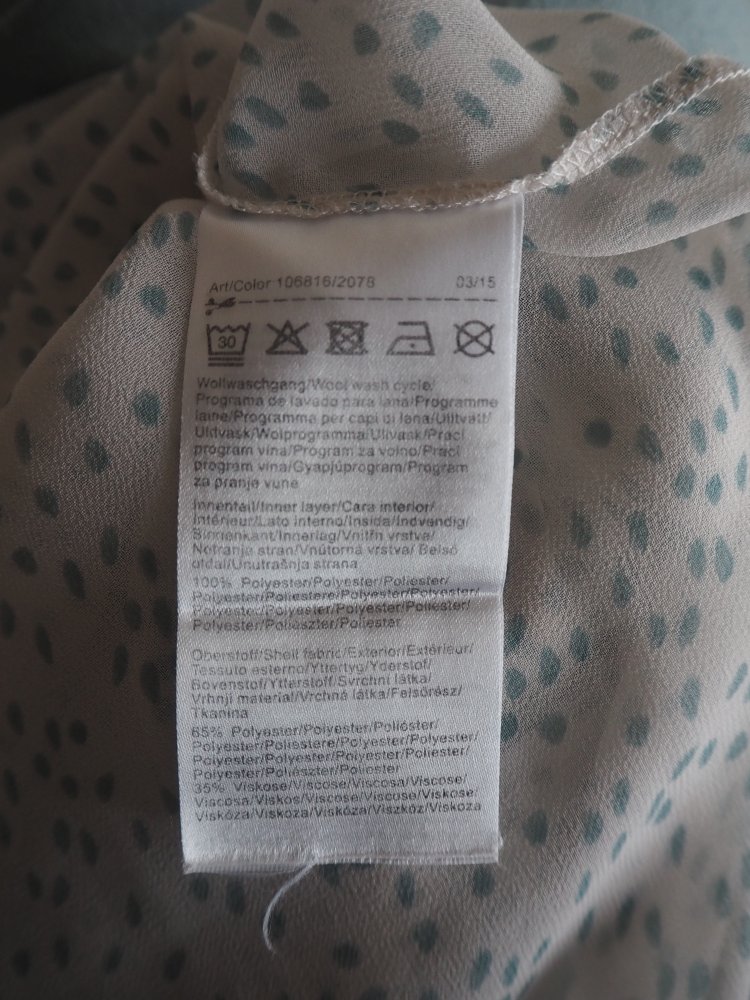 Art/Color 106816/2078 03/15
30
Wollwaschgang/Wool wash cycle/
Programa de lavado para lana/Programme
laine/Programma per capi di lana/Ulltvätt/
Uldvask/Wolprogramma/Ullvask/Prací
program vlna/Program za volno/Prací
program vlna/Gyapjúprogram/Program
za pranje vune
Innenteil/Inner layer/Cara interior/
Intérieur/Lato interno/Insida/Indvendig/
Binnenkant/Innerlag/Vnitřn vrstva/
Notranja stran/Vnútorná vrstva/ Belső
oldal/Unutrašnja strana
100% Polyester/Polyester/Poliester/
Polyester/Poliestere/Polyester/Polyester/
Polyester/Polyester/Polyester/Poliester/
Polyester/Poliészter/Poliester
Oberstoff/Shell fabric/Exterior/Extérieur/
Tessuto esterno/Yttertyg/Yderstof/
Bovenstof/Ytterstoff/Svrchní látka/
Vrhnji material/Vrchná látka/Felsőrész/
Tkanina
65% Polyester/Polyester/Poliéster/
Polyester/Poliestere/Polyester/Polyester/
Polyester/Polyester/Polyester/Poliester/
Polyester/Poliészter/Poliester
35% Viskose/Viscose/Viscosa/Viscose/
Viscosa/Viskos/Viscose/Viscose/Viskose/
Viskóza/Viskoza/Viskóza/Viszkóz/Viskoza